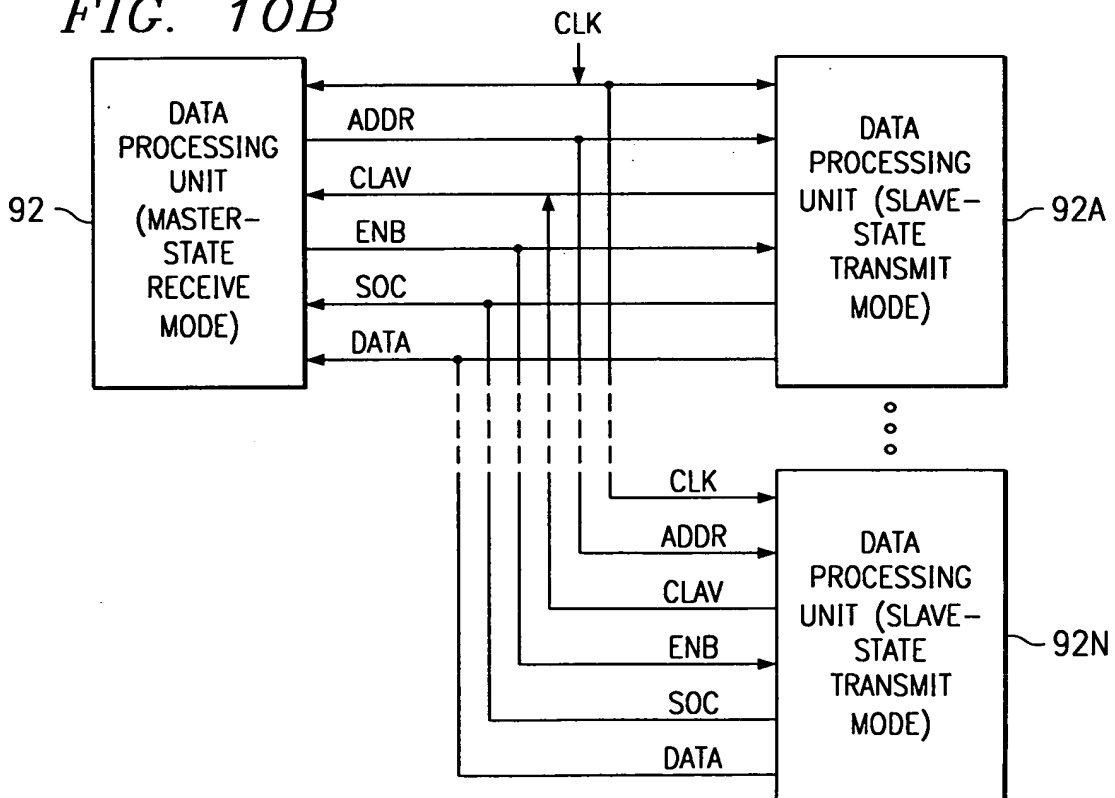 FIG. 10B
CLK
DATA
PROCESSING
UNIT
(MASTER-
STATE
RECEIVE
MODE)
92
ADDR
CLAV
ENB
SOC
DATA
DATA
PROCESSING
UNIT (SLAVE-
STATE
TRANSMIT
MODE)
92A
CLK
ADDR
CLAV
ENB
SOC
DATA
DATA
PROCESSING
UNIT (SLAVE-
STATE
TRANSMIT
MODE)
92N